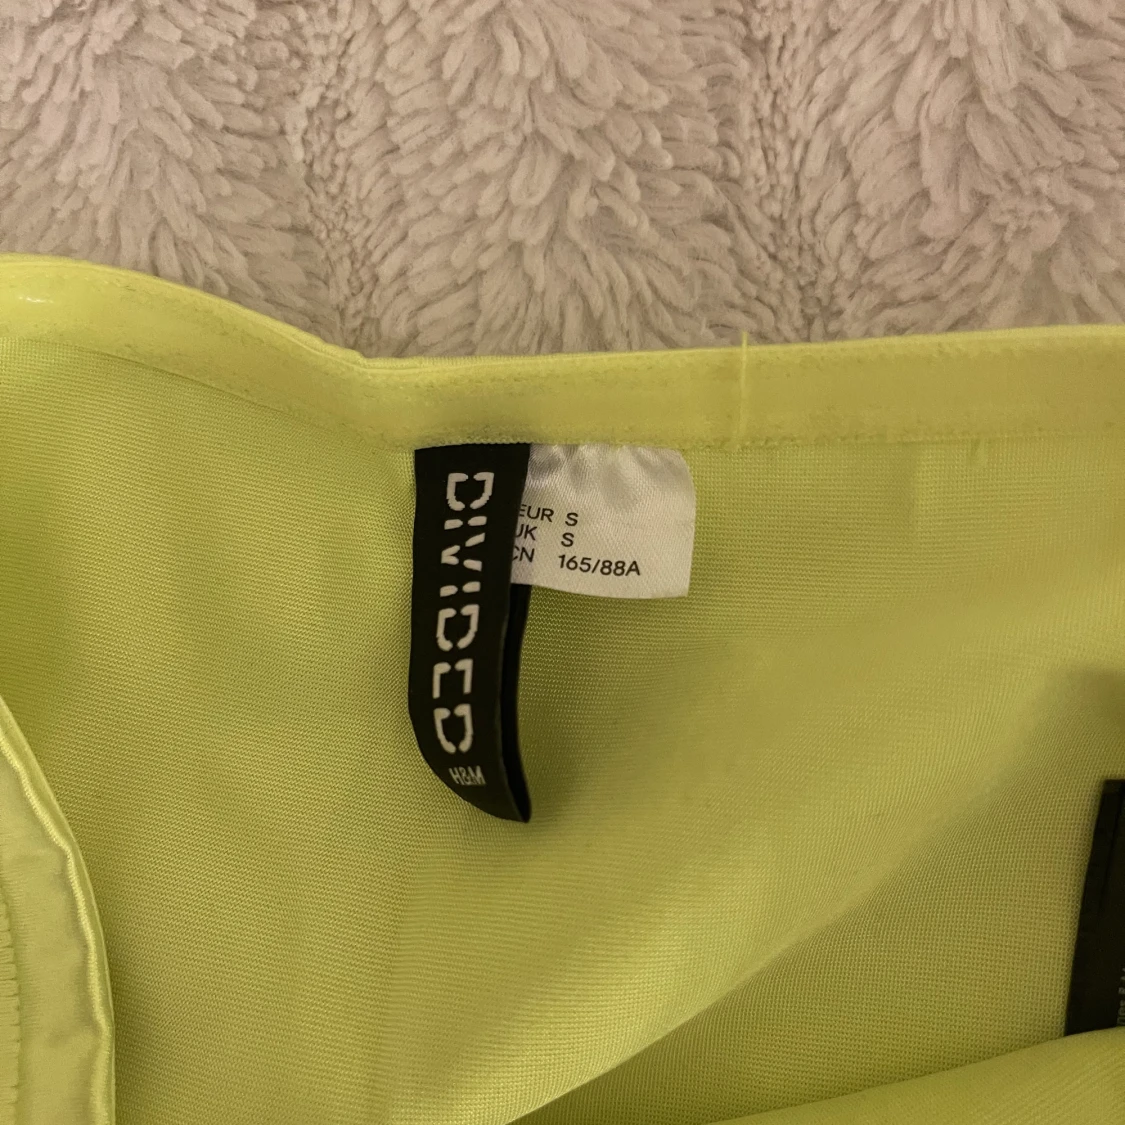 DIVIDED
H&M
EUR S
UK S
CN 165/88A